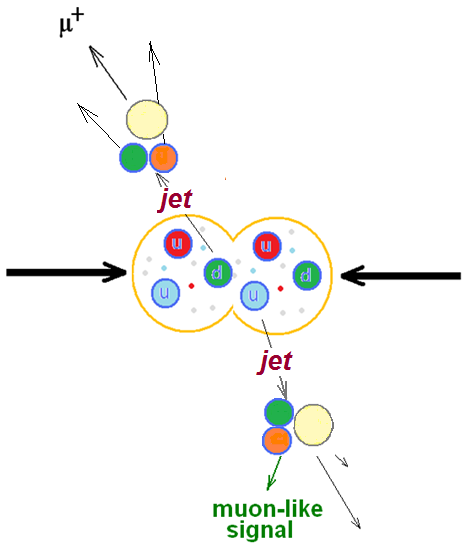 μ⁺
jet
u u
p p
n n
jet
muon-like
signal